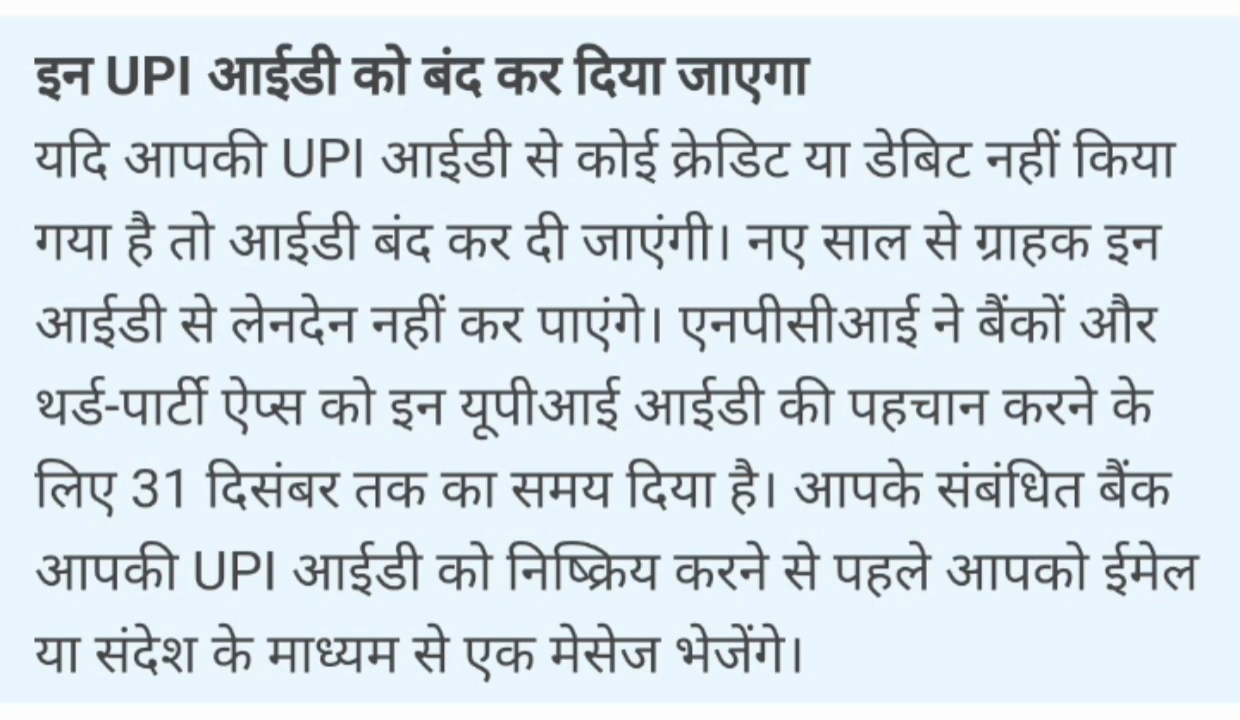 इन UPI आईडी को बंद कर दिया जाएगा
यदि आपकी UPI आईडी से कोई क्रेडिट या डेबिट नहीं किया
गया है तो आईडी बंद कर दी जाएंगी। नए साल से ग्राहक इन
आईडी से लेनदेन नहीं कर पाएंगे। एनपीसीआई ने बैंकों और
थर्ड-पार्टी ऐप्स को इन यूपीआई आईडी की पहचान करने के
लिए 31 दिसंबर तक का समय दिया है। आपके संबंधित बैंक
आपकी UPI आईडी को निष्क्रिय करने से पहले आपको ईमेल
या संदेश के माध्यम से एक मेसेज भेजेंगे।